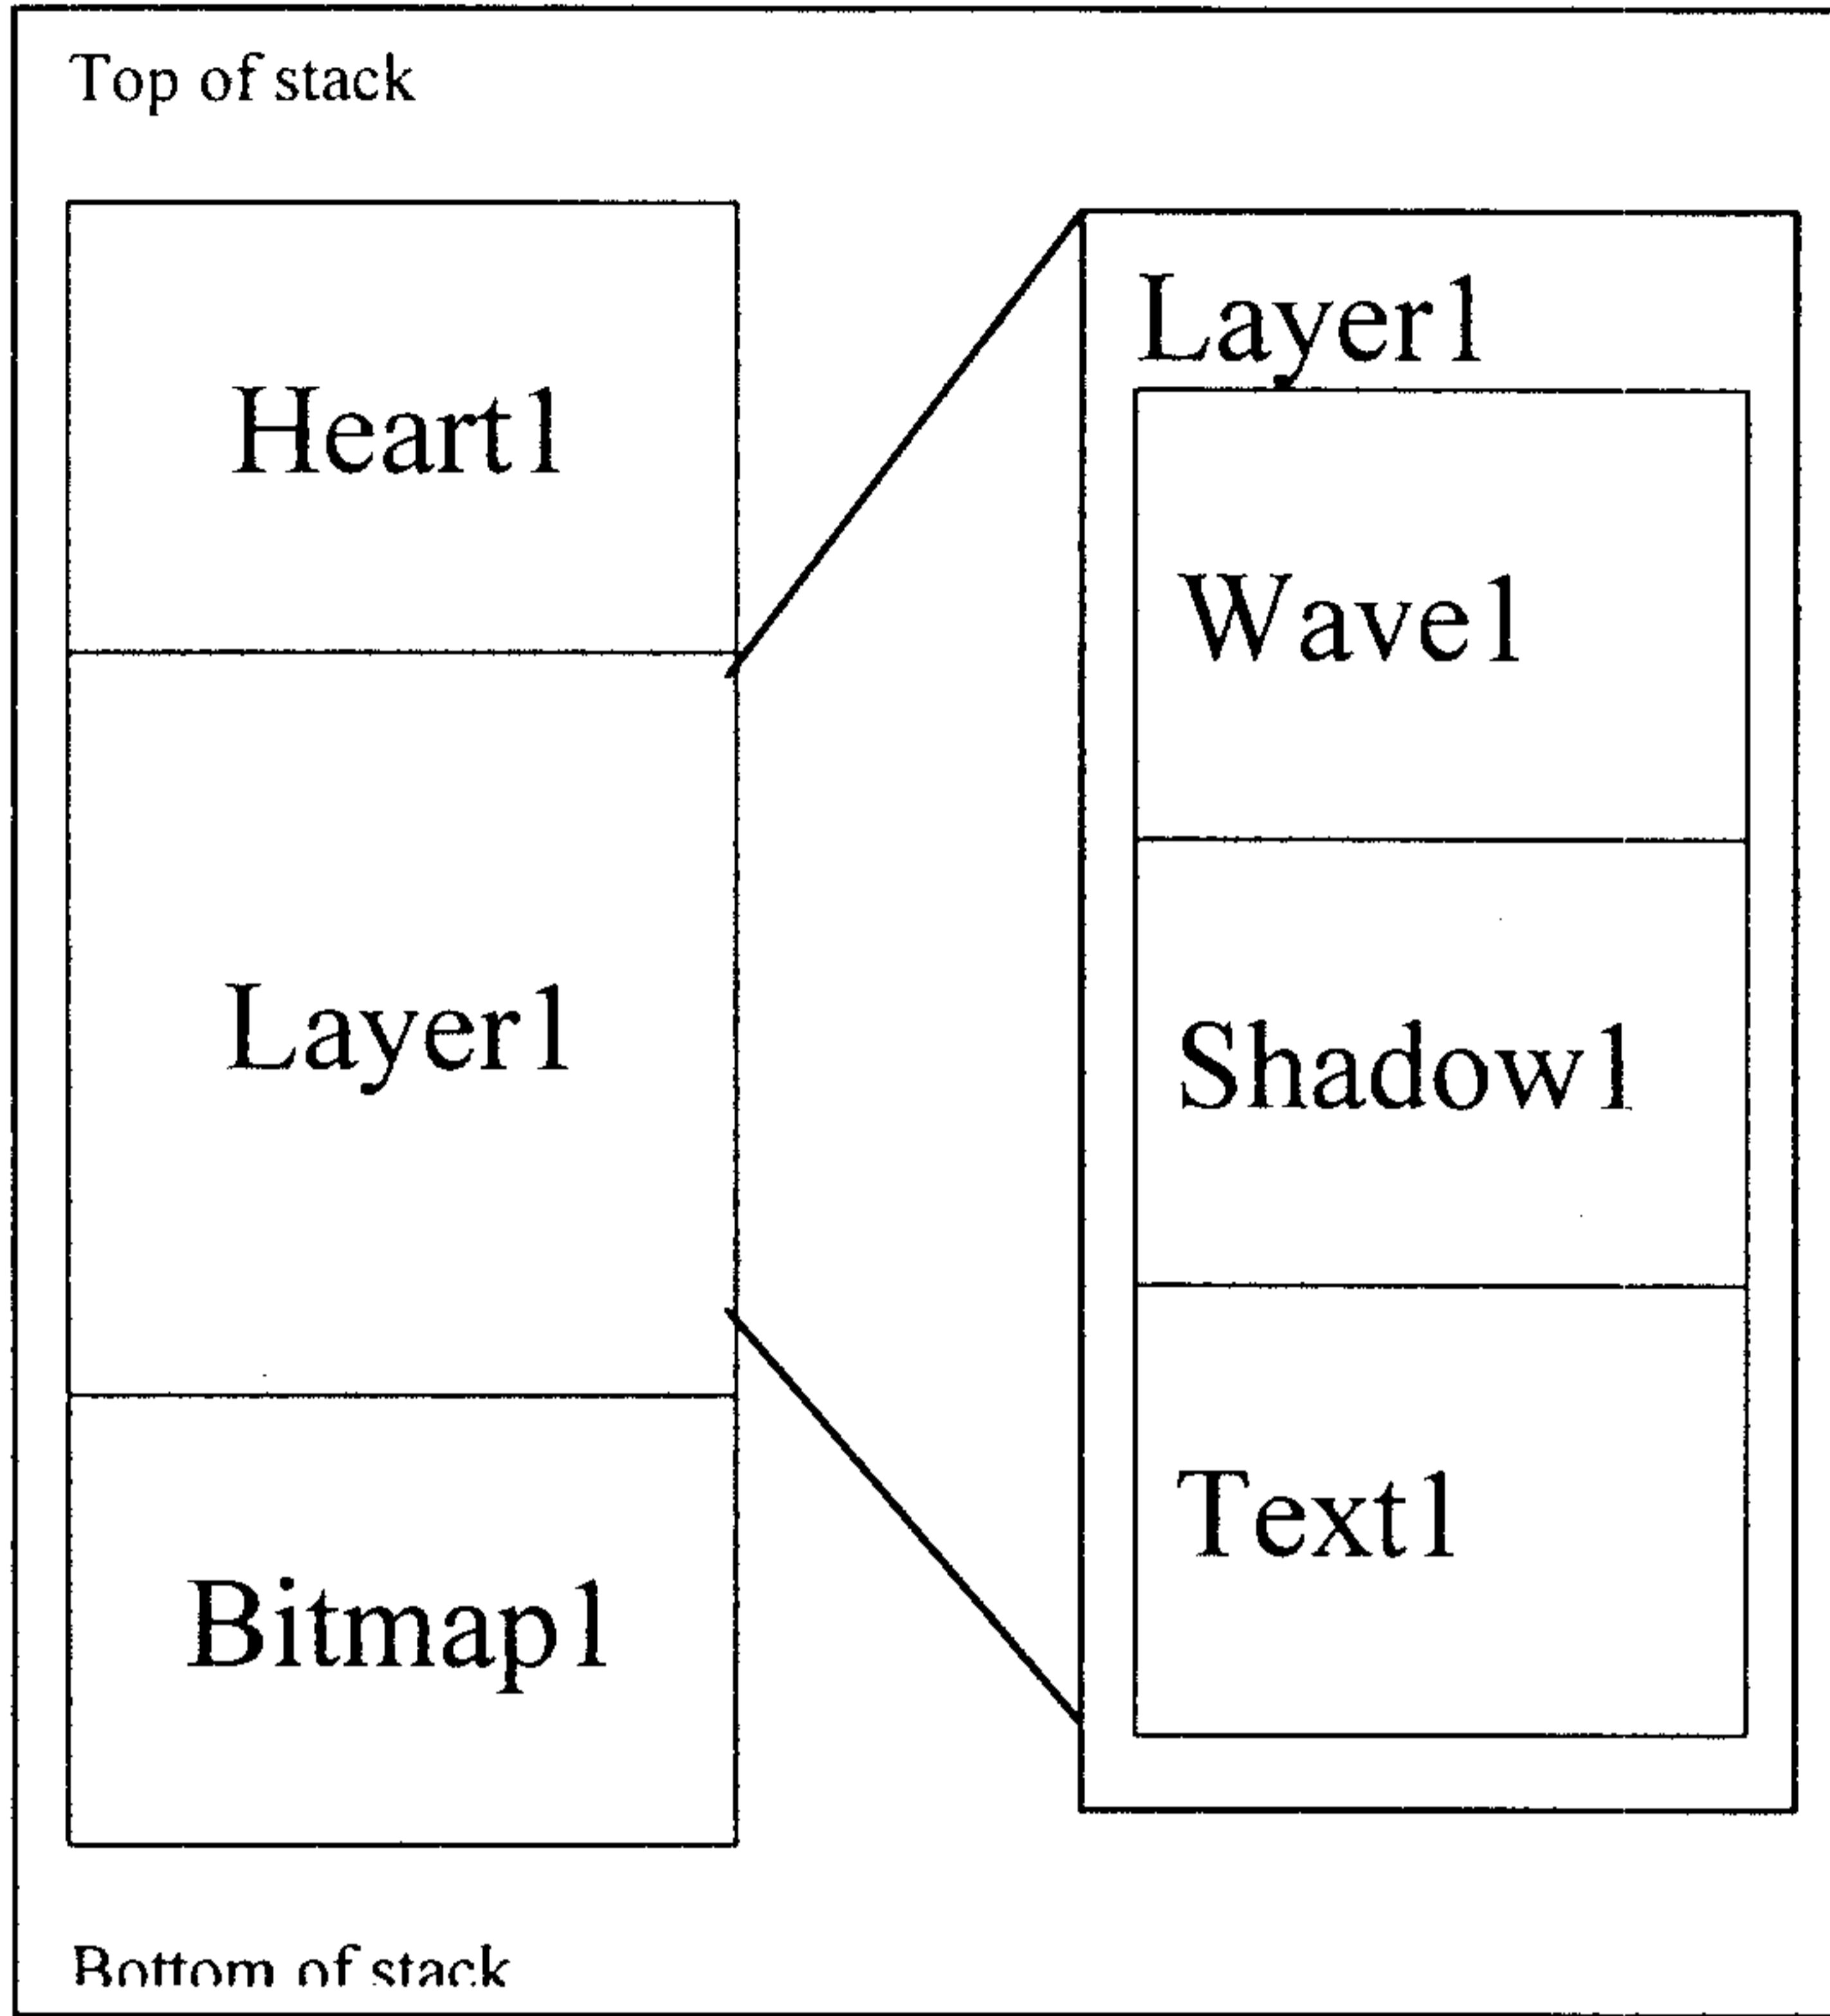 Top of stack
Heart1
Layer1
Bitmap1
Bottom of stack
Layer1
Wave1
Shadow1
Text1